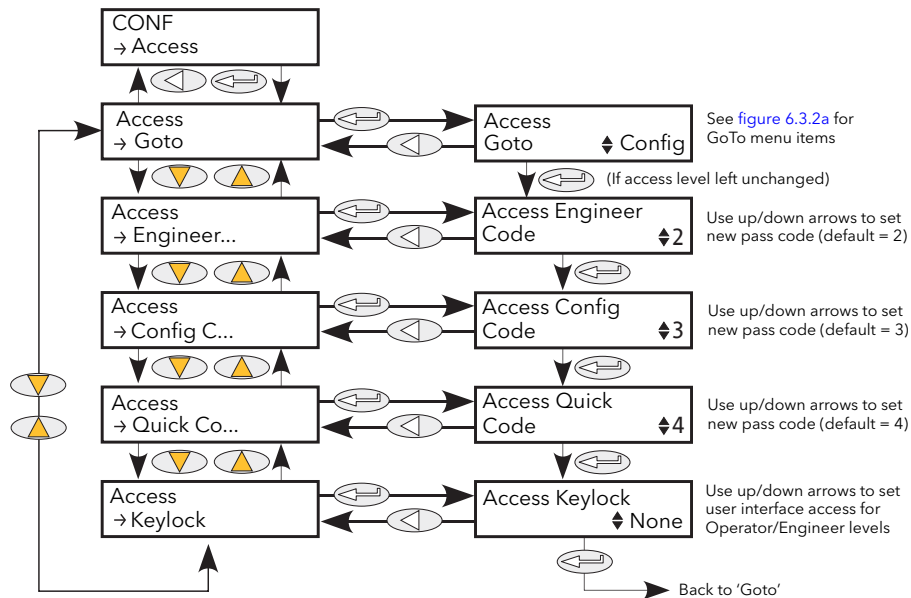 CONF
→ Access
Access
→ Goto
Access
Goto ♦ Config
See figure 6.3.2a for
GoTo menu items
(If access level left unchanged)
Access
→ Engineer...
Access Engineer
Code ♦2
Use up/down arrows to set
new pass code (default = 2)
Access
→ Config C...
Access Config
Code ♦3
Use up/down arrows to set
new pass code (default = 3)
Access
→ Quick Co...
Access Quick
Code ♦4
Use up/down arrows to set
new pass code (default = 4)
Access
→ Keylock
Access Keylock
♦ None
Use up/down arrows to set
user interface access for
Operator/Engineer levels
Back to 'Goto'